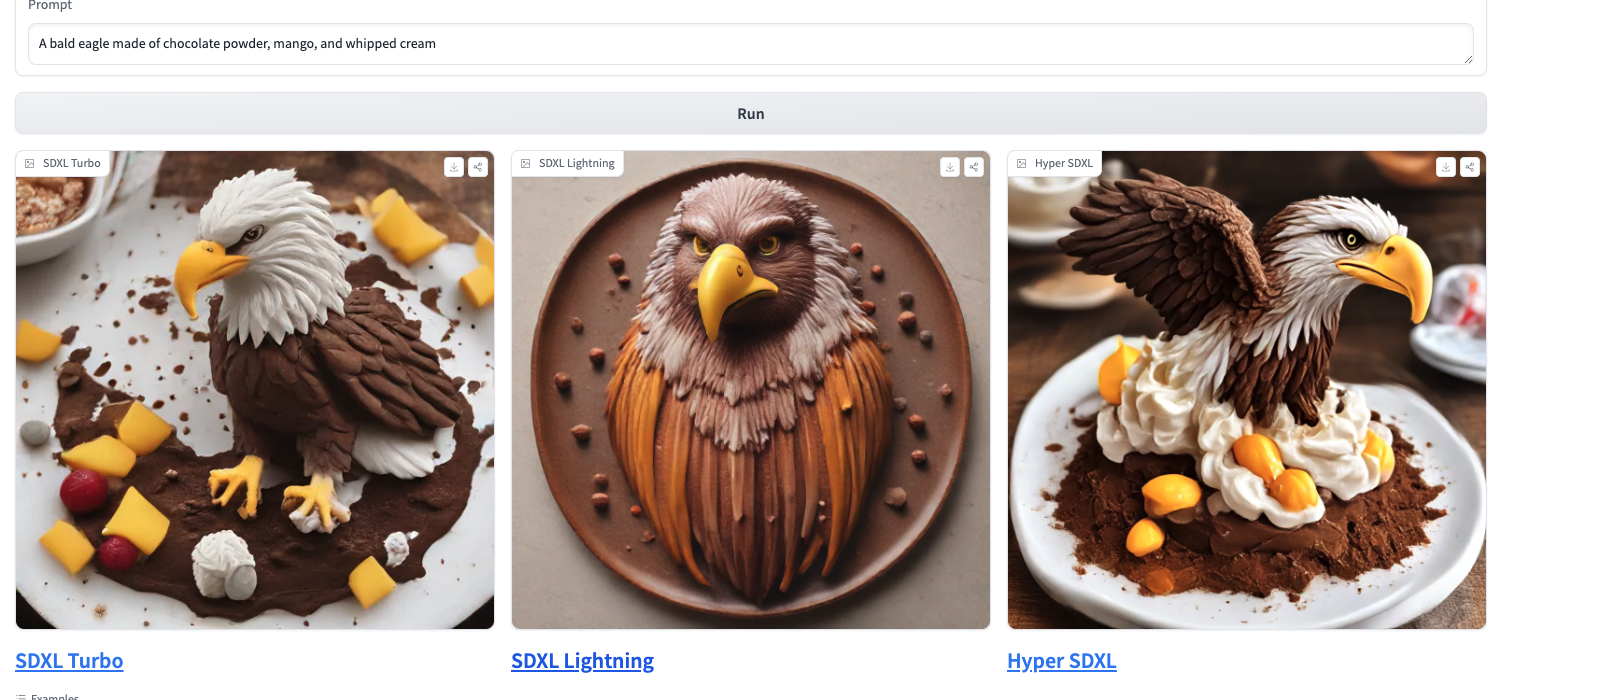 Prompt
A bald eagle made of chocolate powder, mango, and whipped cream
Run
SDXL Turbo
SDXL Lightning
Hyper SDXL
SDXL Turbo
SDXL Lightning
Hyper SDXL
Examples